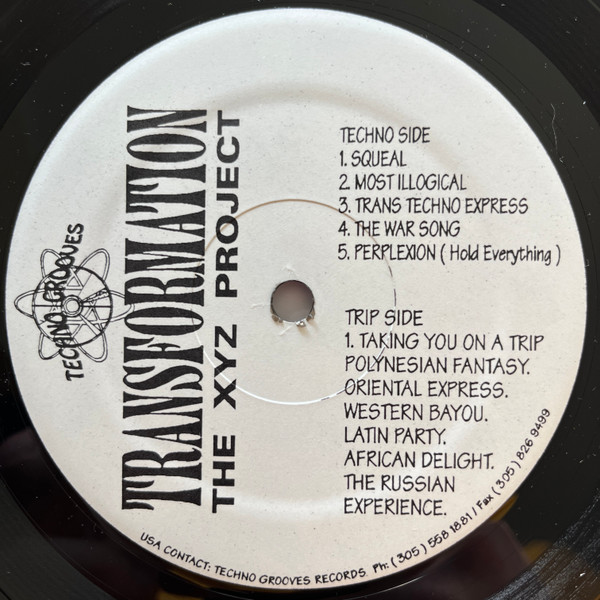 TECHNO GROOVES
TRANSFORMATION
THE XYZ PROJECT
TECHNO SIDE
1. SQUEAL
2. MOST ILLOGICAL
3. TRANS TECHNO EXPRESS
4. THE WAR SONG
5. PERPLEXION ( Hold Everything )
TRIP SIDE
1. TAKING YOU ON A TRIP
POLYNESIAN FANTASY.
ORIENTAL EXPRESS.
WESTERN BAYOU.
LATIN PARTY.
AFRICAN DELIGHT.
THE RUSSIAN
EXPERIENCE.
USA CONTACT: TECHNO GROOVES RECORDS. Ph: ( 305 ) 558 1881 / Fax ( 305 ) 826 9499